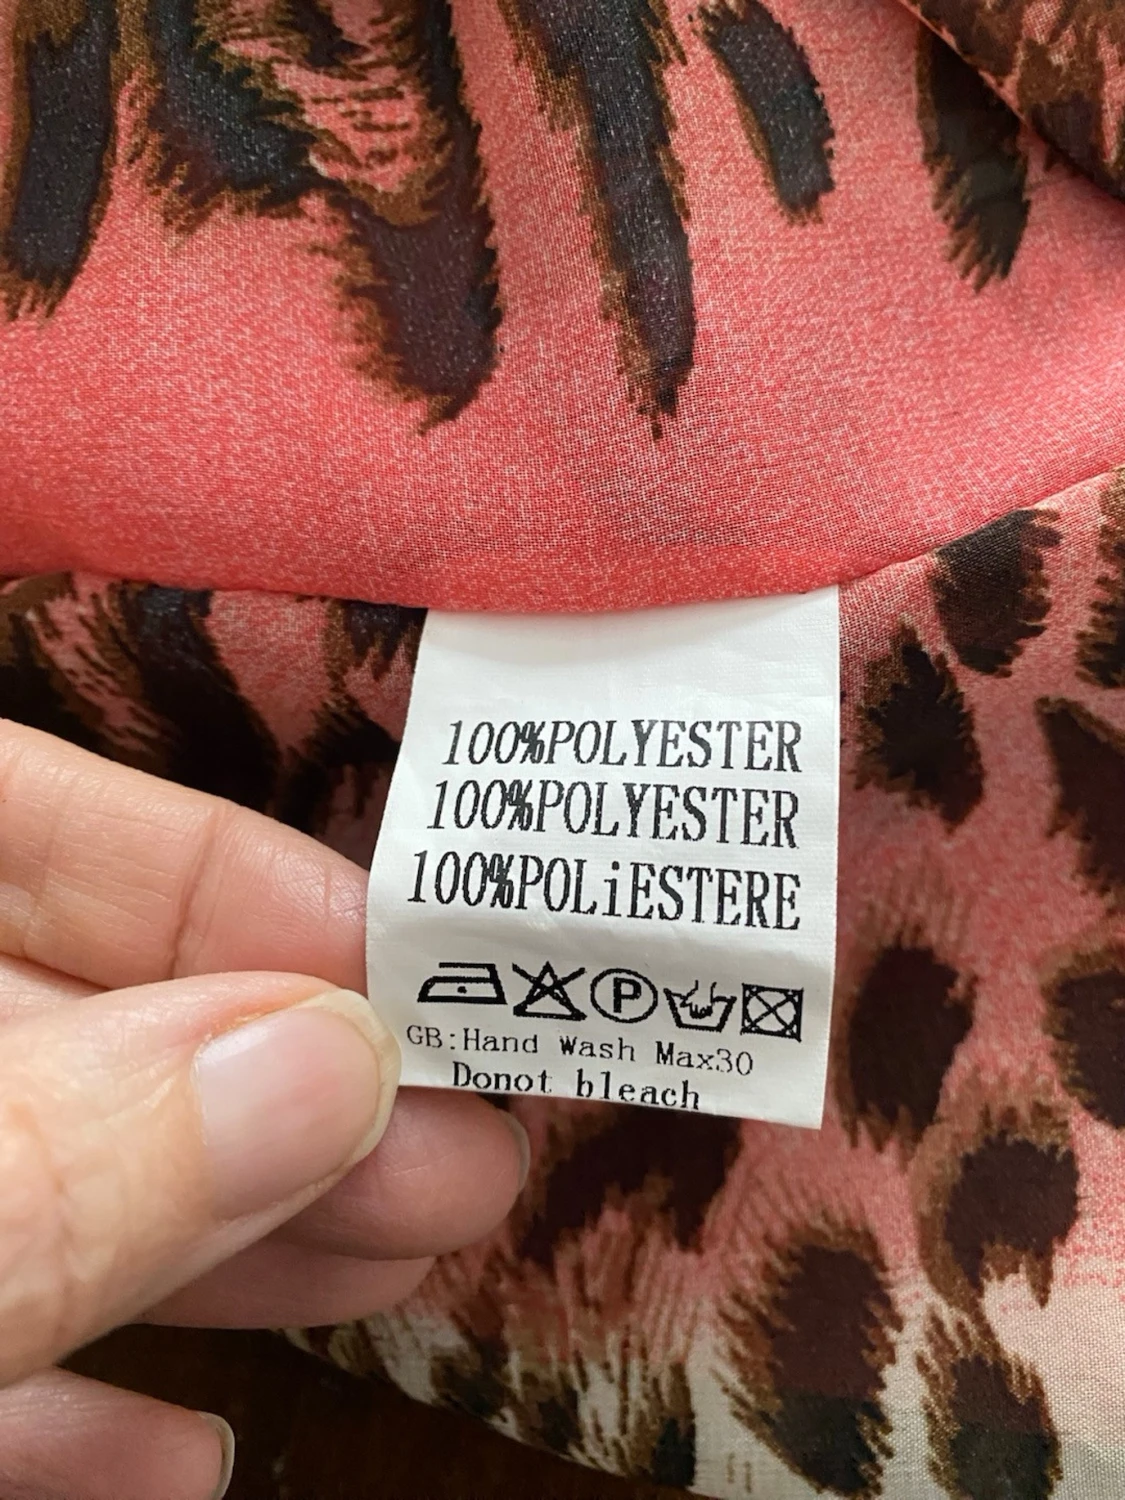 100%POLYESTER
100%POLYESTER
100%POLiESTERE
P
GB:Hand Wash Max30
Donot bleach